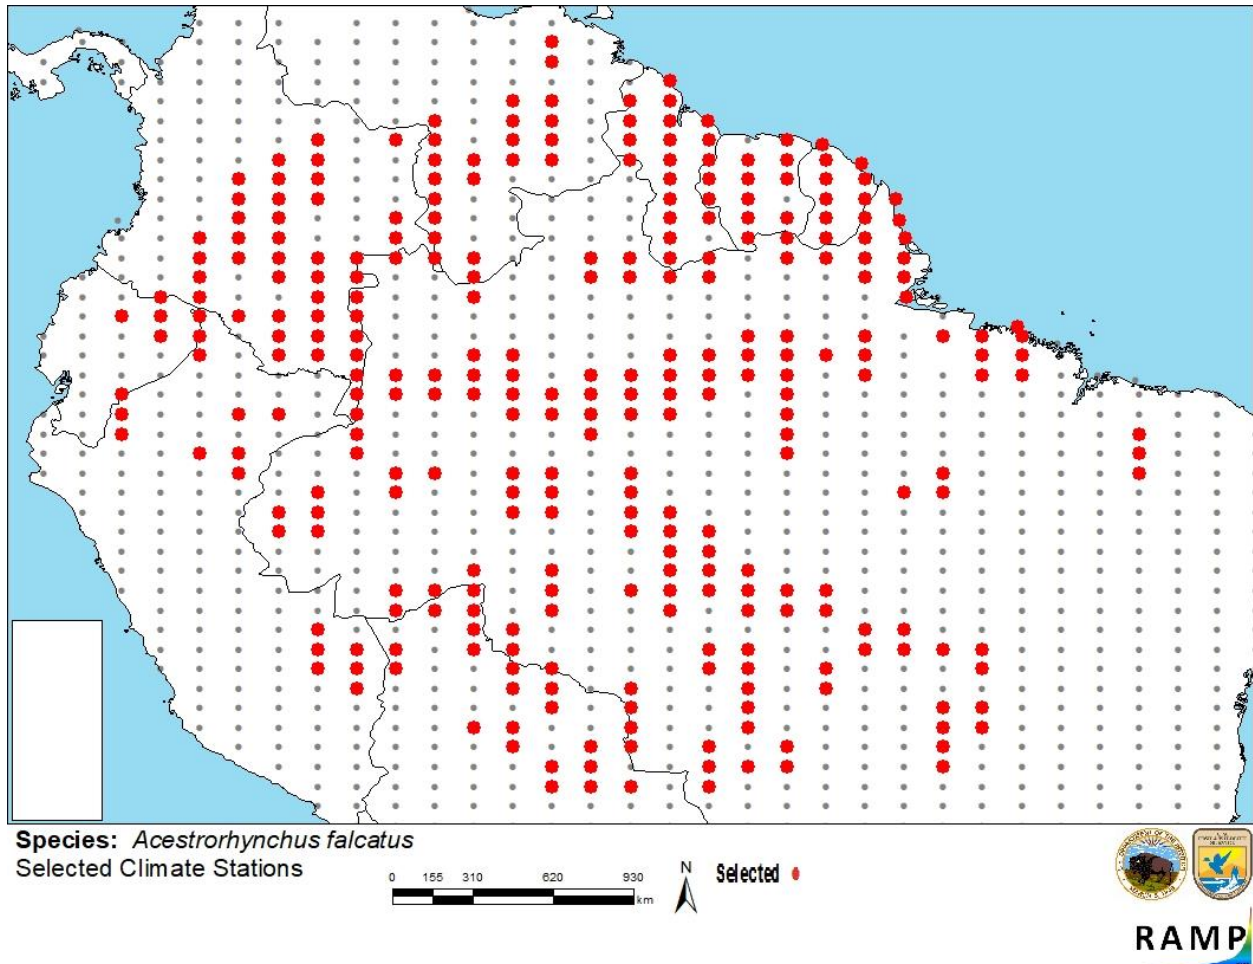 Species: Acestrorhynchus falcatus
Selected Climate Stations
0 155 310 620 930
km
N
Selected
RAMP